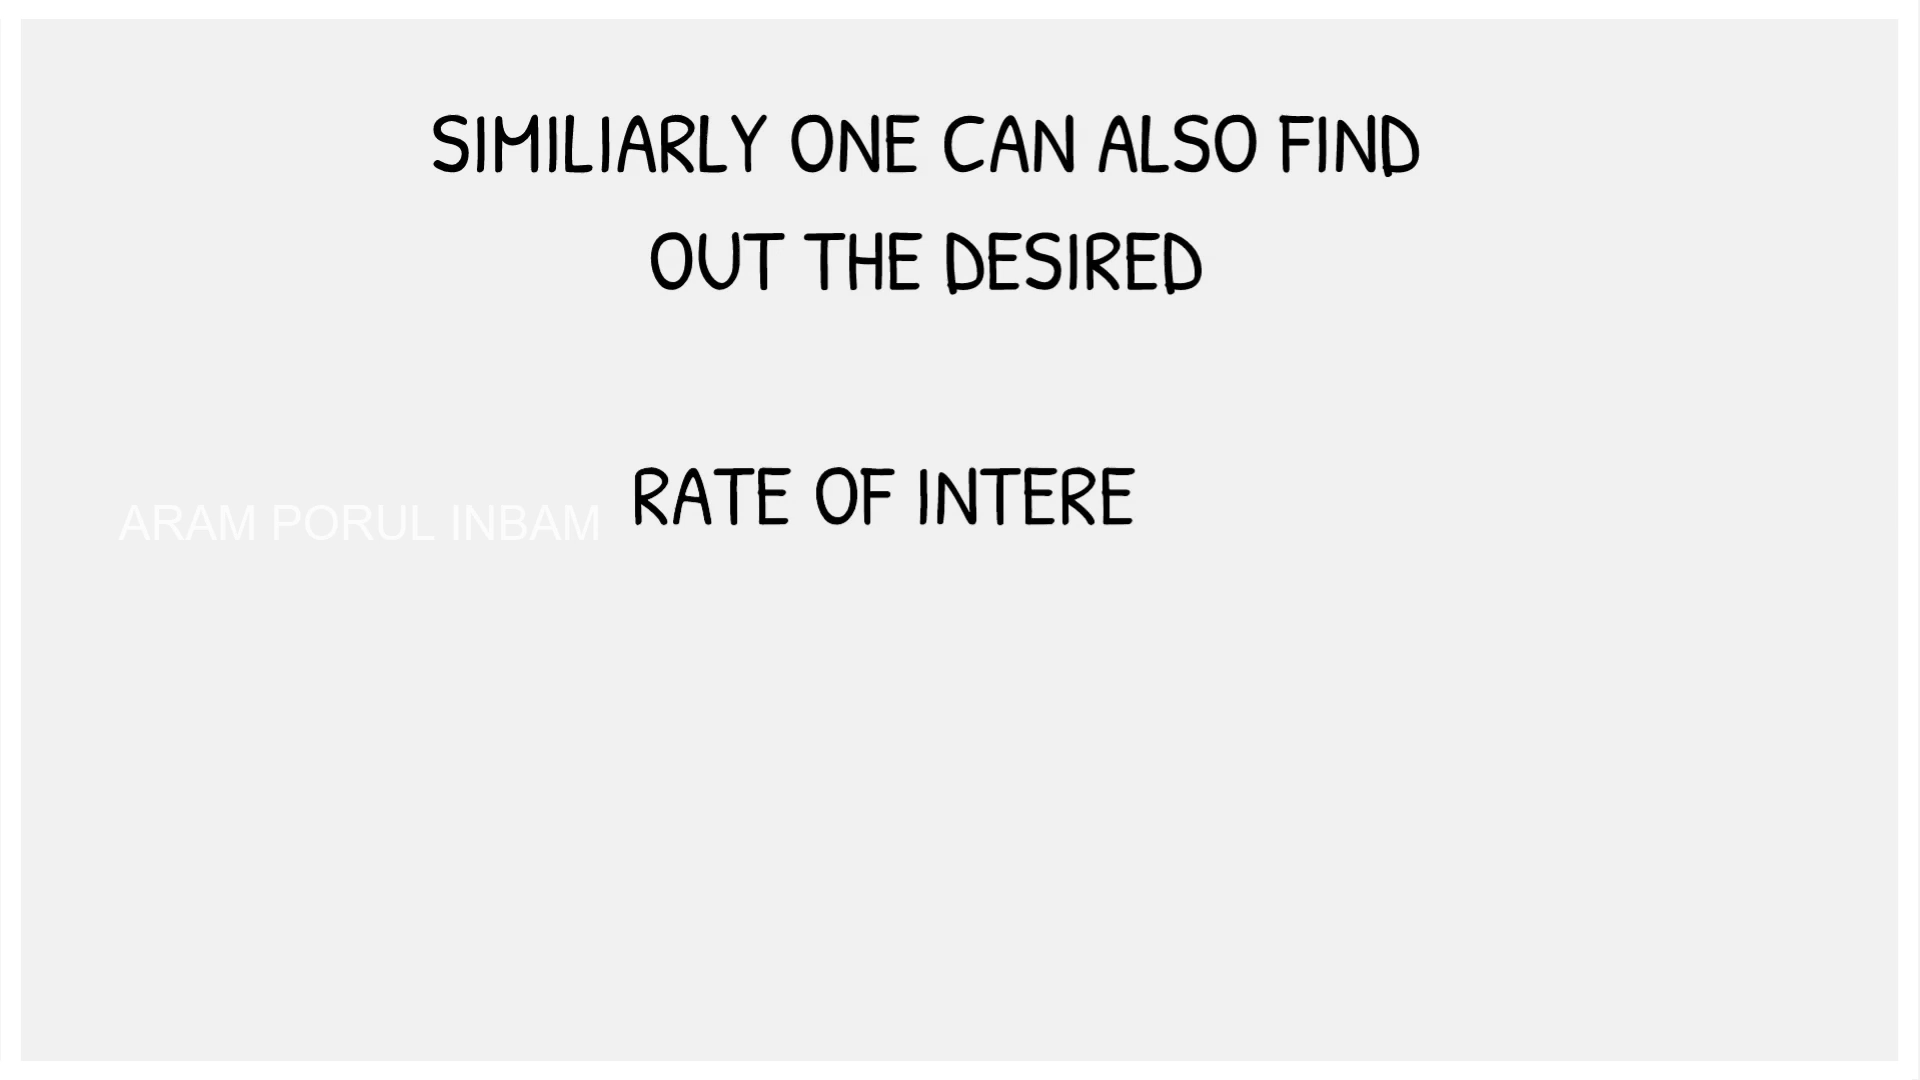 SIMILIARLY ONE CAN ALSO FIND
OUT THE DESIRED
RATE OF INTERE
ARAM PORUL INBAM